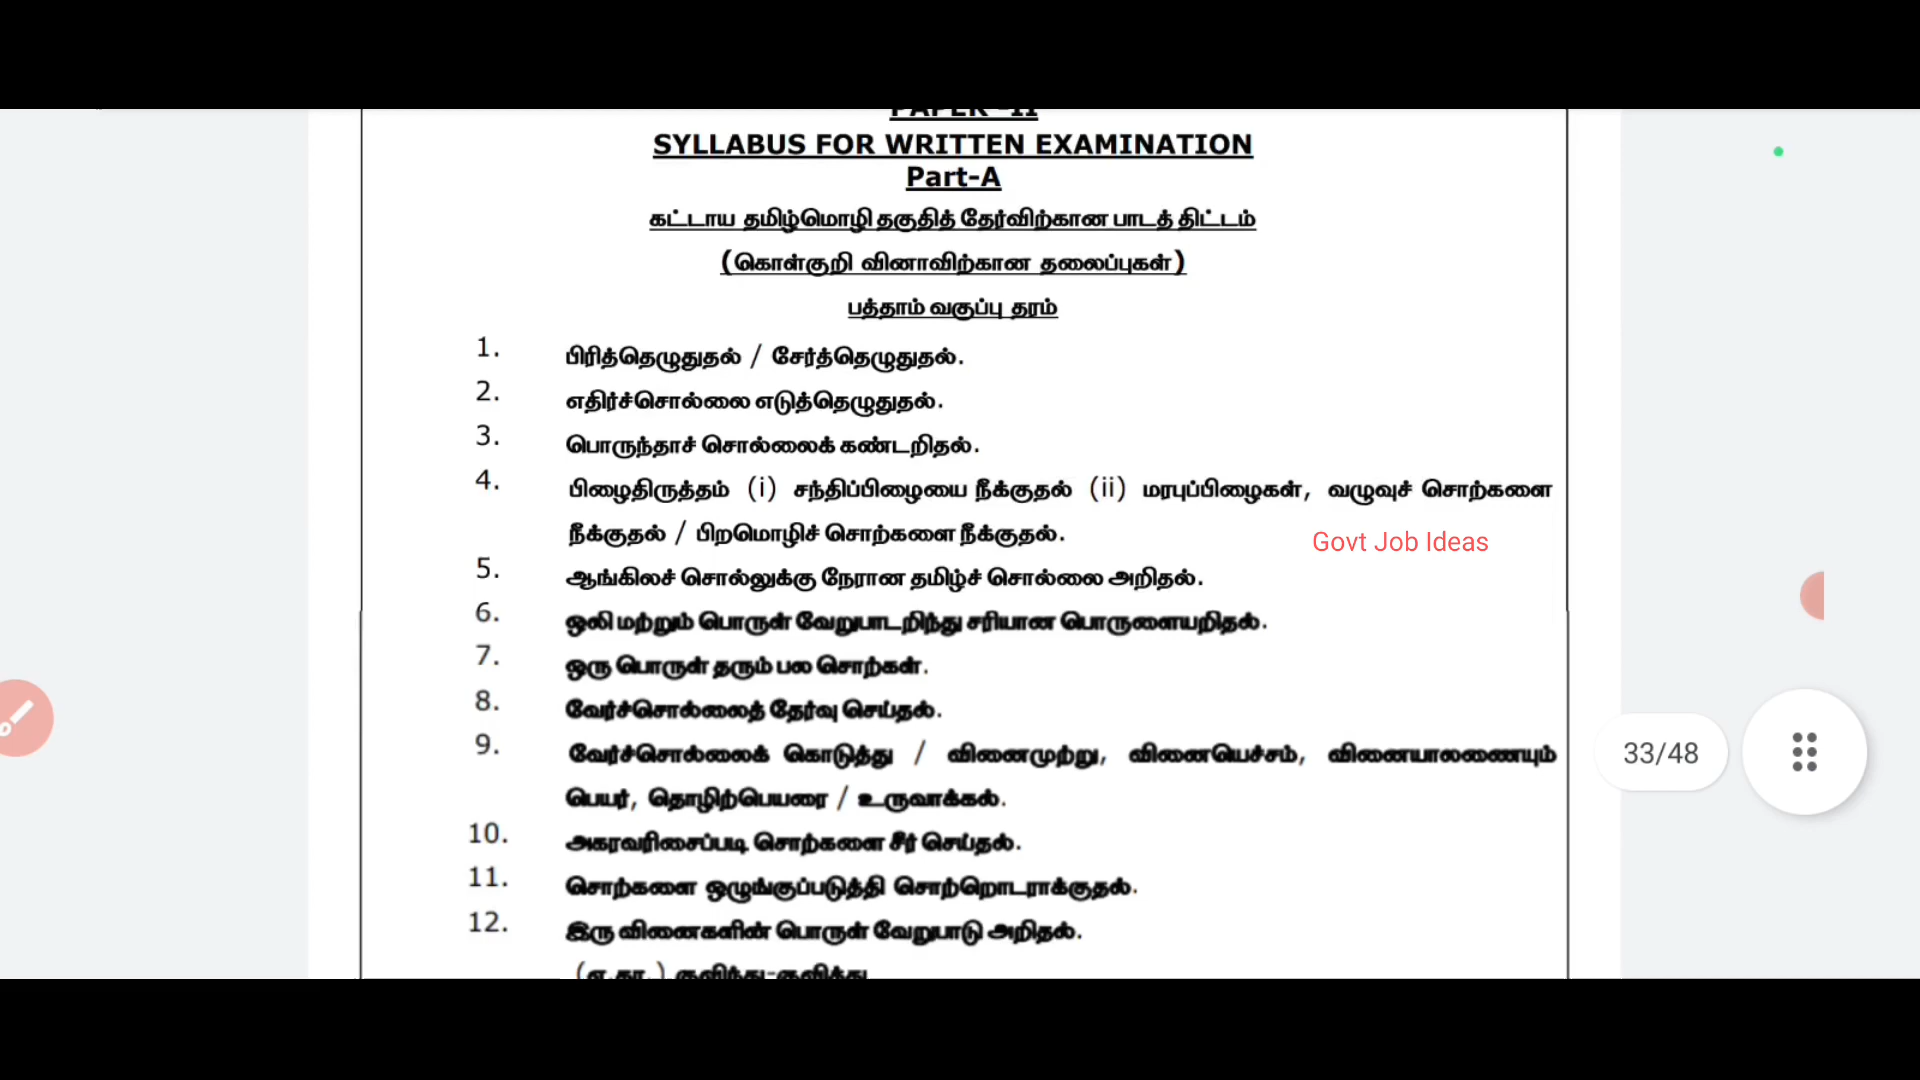 PAPER -II
SYLLABUS FOR WRITTEN EXAMINATION
Part-A
கட்டாய தமிழ்மொழி தகுதித் தேர்விற்கான பாடத் திட்டம்
(கொள்குறி வினாவிற்கான தலைப்புகள்)
பத்தாம் வகுப்பு தரம்
1. பிரித்தெழுதுதல் / சேர்த்தெழுதுதல்.
2. எதிர்ச்சொல்லை எடுத்தெழுதுதல்.
3. பொருந்தாச் சொல்லைக் கண்டறிதல்.
4. பிழைதிருத்தம் (i) சந்திப்பிழையை நீக்குதல் (ii) மரபுப்பிழைகள், வழுவுச் சொற்களை
நீக்குதல் / பிறமொழிச் சொற்களை நீக்குதல்.
Govt Job Ideas
5. ஆங்கிலச் சொல்லுக்கு நேரான தமிழ்ச் சொல்லை அறிதல்.
6. ஒலி மற்றும் பொருள் வேறுபாடறிந்து சரியான பொருளையறிதல்.
7. ஒரு பொருள் தரும் பல சொற்கள்.
8. வேர்ச்சொல்லைத் தேர்வு செய்தல்.
9. வேர்ச்சொல்லைக் கொடுத்து / வினைமுற்று, வினையெச்சம், வினையாலணையும்
பெயர், தொழிற்பெயரை / உருவாக்கல்.
33/48
10. அகரவரிசைப்படி சொற்களை சீர் செய்தல்.
11. சொற்களை ஒழுங்குப்படுத்தி சொற்றொடராக்குதல்.
12. இரு வினைகளின் பொருள் வேறுபாடு அறிதல்.
(எ.கா.) குவிந்து-குவித்து